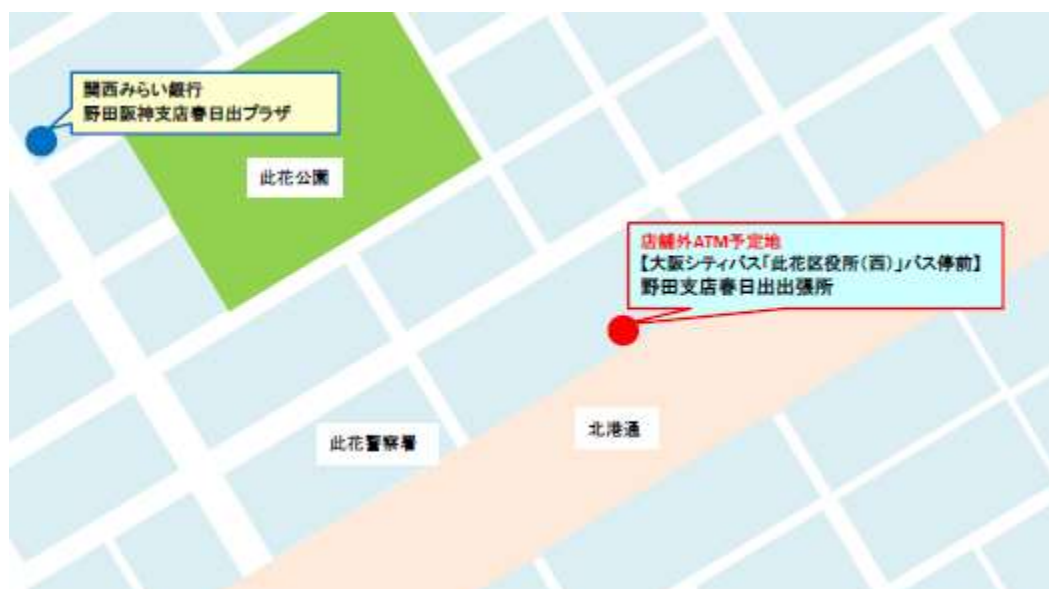 関西みらい銀行
野田阪神支店春日出プラザ
此花公園
店舗外ATM予定地
【大阪シティバス「此花区役所(西)」バス停前】
野田支店春日出出張所
北港通
此花警察署